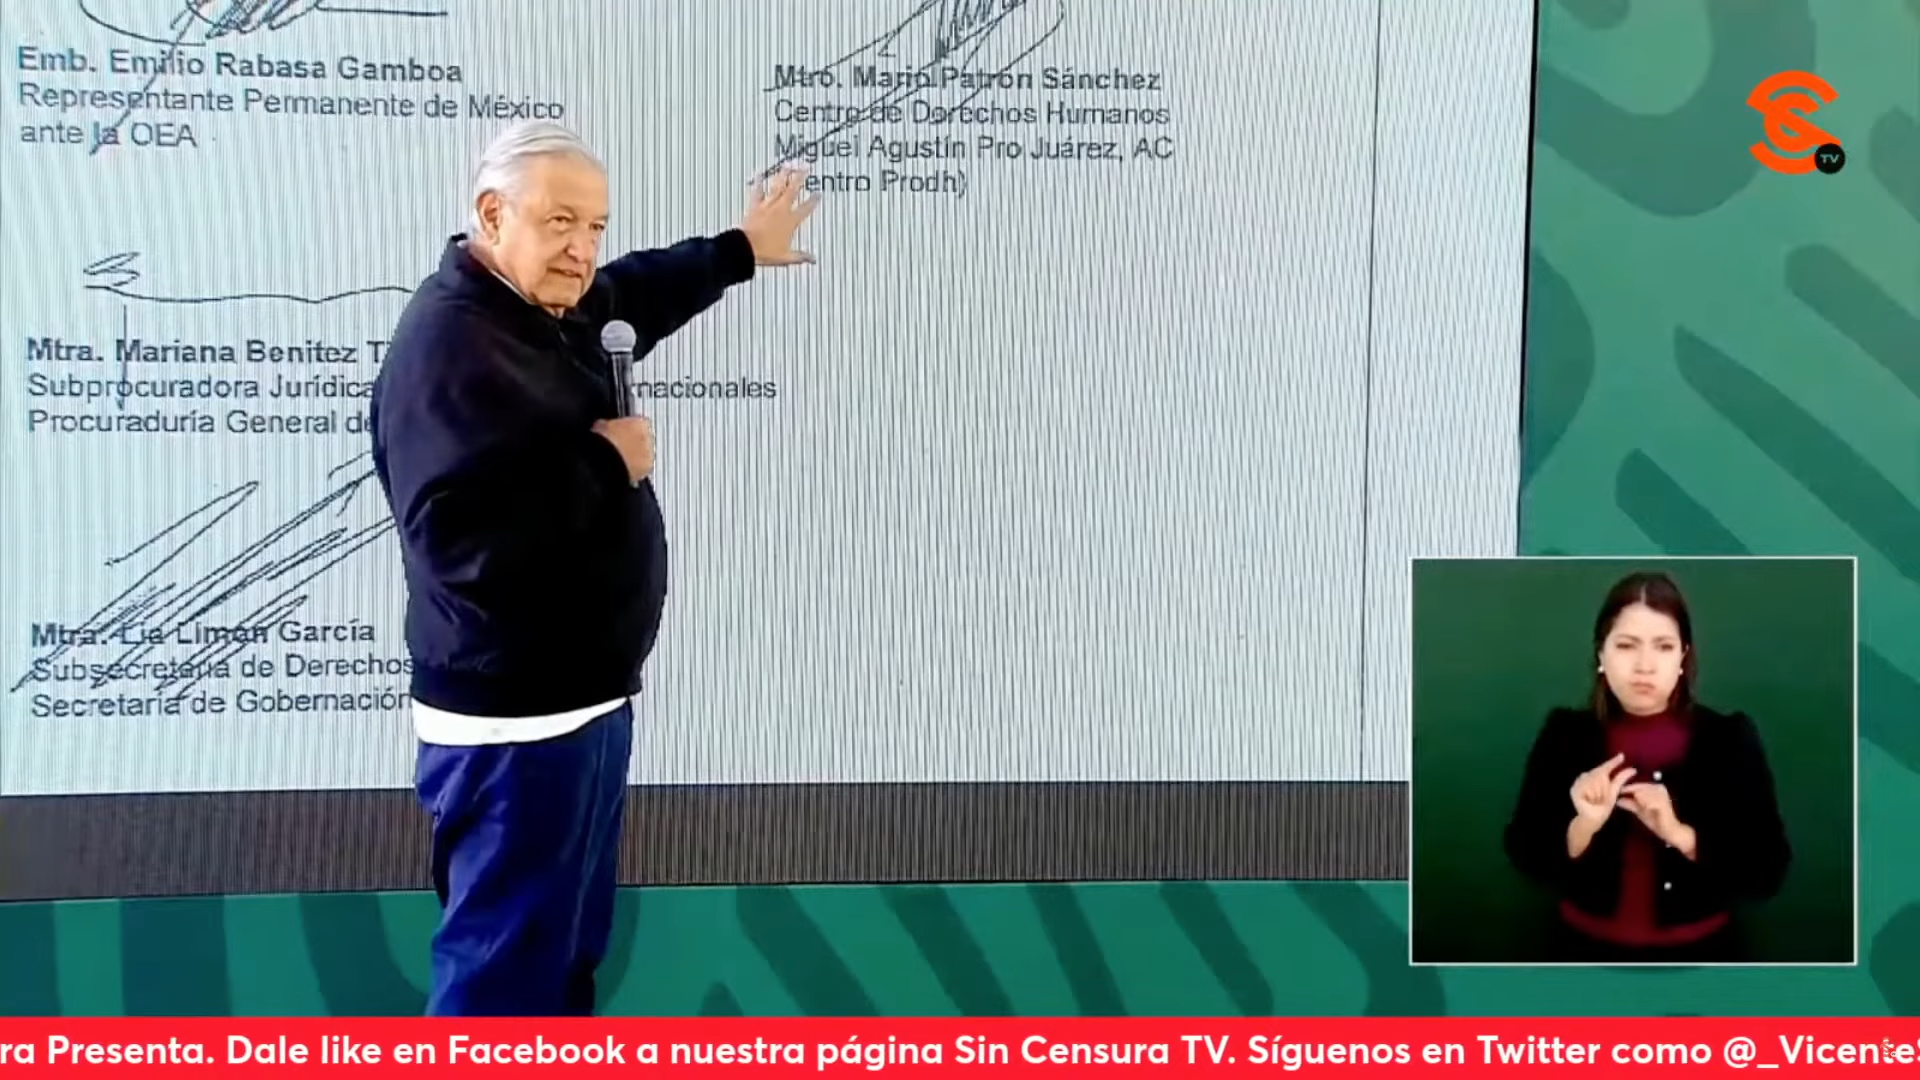 Emb. Emilio Rabasa Gamboa
Representante Permanente de México
ante la OEA
Mtro. Mario Patrón Sánchez
Centro de Derechos Humanos
Miguel Agustín Pro Juárez, AC
entro Prodh)
TV
Mtra. Mariana Benitez T
Subprocuradora Jurídica nacionales
Procuraduría General de
Mtra. Lia Limón García
Subsecretaria de Derechos
Secretaría de Gobernación
ra Presenta. Dale like en Facebook a nuestra página Sin Censura TV. Síguenos en Twitter como @_Vicente